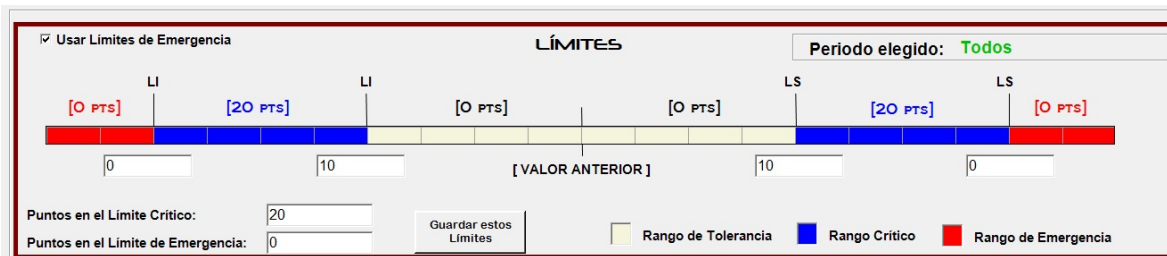 Usar Límites de Emergencia
LÍMITES
Periodo elegido: Todos
LI LI LS LS
[0 PTS] [20 PTS] [0 PTS] [0 PTS] [20 PTS] [0 PTS]
0 10 [ VALOR ANTERIOR ] 10 0
Puntos en el Límite Crítico: 20
Puntos en el Límite de Emergencia: 0
Guardar estos
Límites
Rango de Tolerancia Rango Crítico Rango de Emergencia